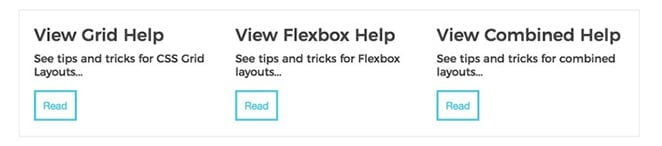 View Grid Help
See tips and tricks for CSS Grid
Layouts...
Read
View Flexbox Help
See tips and tricks for Flexbox
layouts...
Read
View Combined Help
See tips and tricks for combined
layouts...
Read